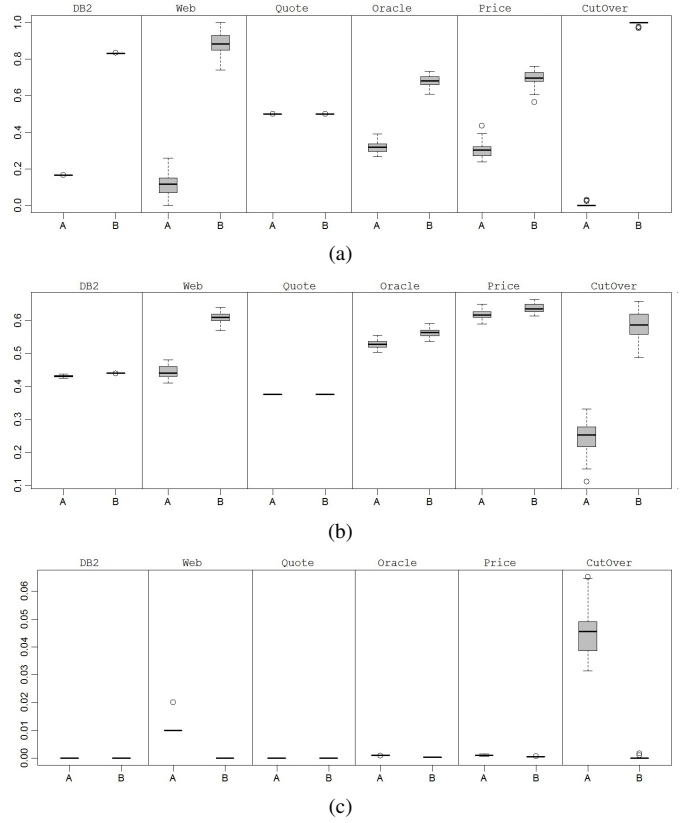 DB2 Web Quote Oracle Price CutOver
1.0
0.8
0.6
0.4
0.2
0.0
A B A B A B A B A B A B
(a)
DB2 Web Quote Oracle Price CutOver
0.6
0.5
0.4
0.3
0.2
0.1
A B A B A B A B A B A B
(b)
DB2 Web Quote Oracle Price CutOver
0.06
0.05
0.04
0.03
0.02
0.01
0.00
A B A B A B A B A B A B
(c)